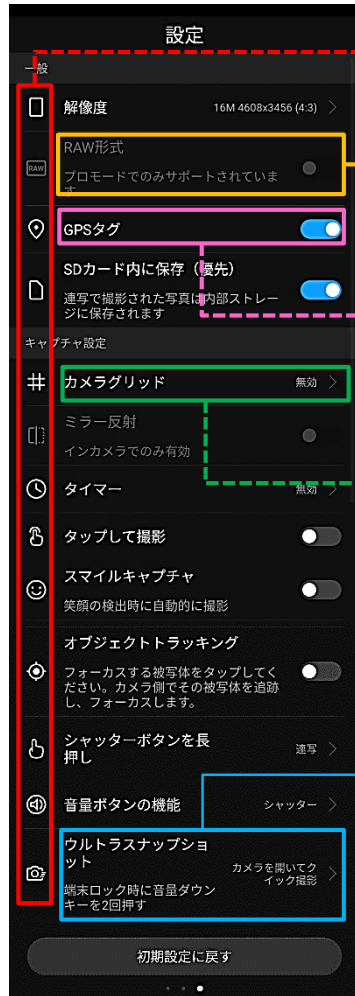 設定
一般
解像度
16M 4608x3456 (4:3)
RAW形式
RAW
プロモードでのみサポートされていま
す
GPSタグ
SDカード内に保存（優先）
連写で撮影された写真は内部ストレー
ジに保存されます
キャプチャ設定
カメラグリッド
無効
ミラー反射
インカメラでのみ有効
タイマー
無効
タップして撮影
スマイルキャプチャ
笑顔の検出時に自動的に撮影
オブジェクトトラッキング
フォーカスする被写体をタップしてく
ださい。カメラ側でその被写体を追跡
し、フォーカスします。
シャッターボタンを長
押し
連写
音量ボタンの機能
シャッター
ウルトラスナップショ
ット
カメラを開いてク
イック撮影
端末ロック時に音量ダウン
キーを2回押す
初期設定に戻す